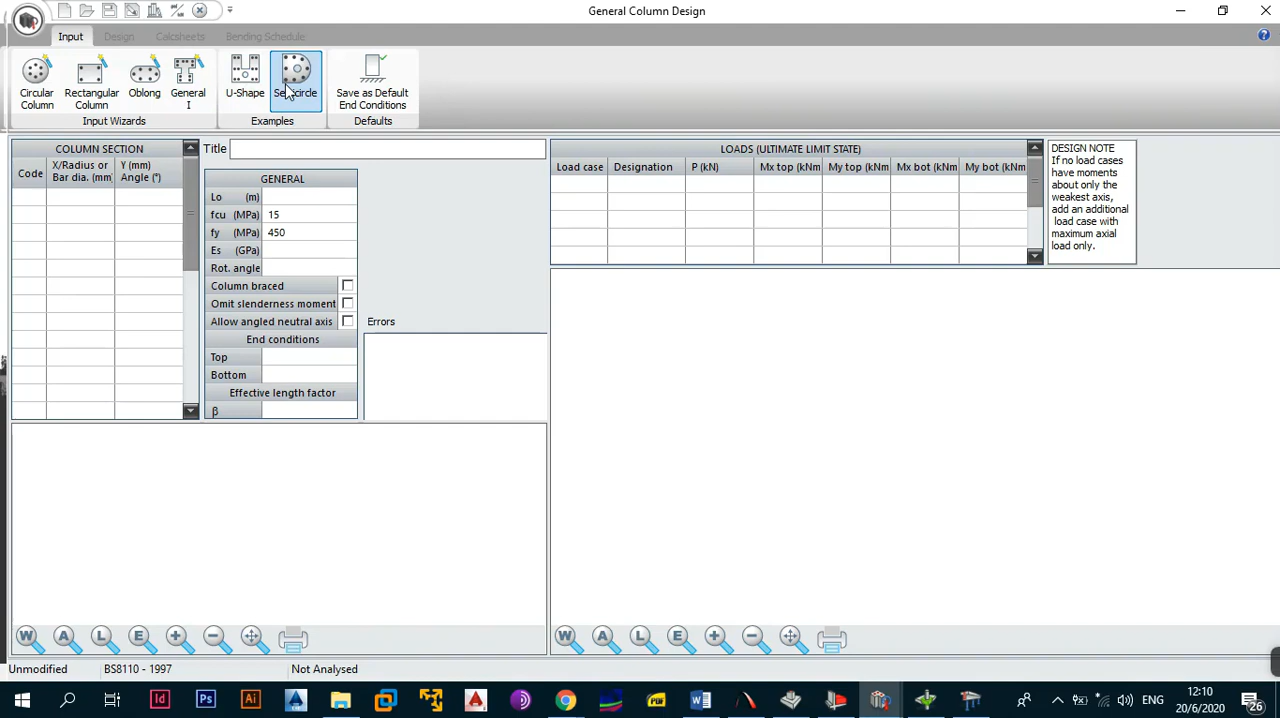 General Column Design
Input
Design
Calcsheets
Bending Schedule
Circular
Column
Rectangular
Column
Oblong
General
I
Input Wizards
U-Shape
Examples
Save as Default
End Conditions
Defaults
COLUMN SECTION
Code
X/Radius or
Bar dia. (mm)
Y (mm)
Angle (°)
Title
GENERAL
Lo (m)
fcu (MPa) 15
fy (MPa) 450
Es (GPa)
Rot. angle
Column braced
Omit slenderness moment
Allow angled neutral axis
End conditions
Top
Bottom
Effective length factor
β
Errors
LOADS (ULTIMATE LIMIT STATE)
Load case Designation P (kN) Mx top (kNm My top (kNm Mx bot (kNm My bot (kNm
DESIGN NOTE
If no load cases
have moments
about only the
weakest axis,
add an additional
load case with
maximum axial
load only.
W A L E
W A L E
Unmodified
BS8110 - 1997
Not Analysed
Id Ps Ai
PDF
W
ENG
12:10
20/6/2020
26